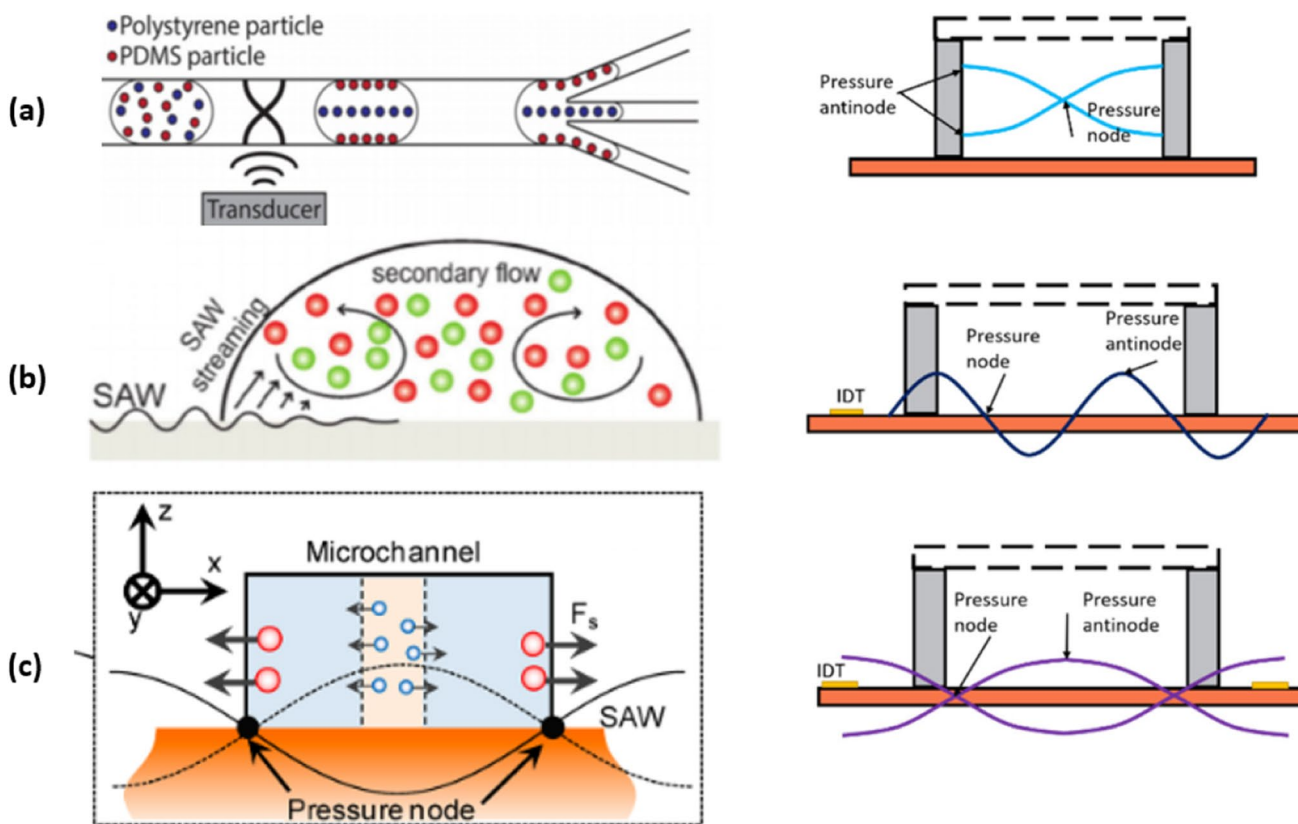 (a)
Polystyrene particle
PDMS particle
Transducer
Pressure
antinode
Pressure
node
(b)
secondary flow
SAW
streaming
SAW
Pressure
node
Pressure
antinode
IDT
(c)
z
x
y
Microchannel
Fs
SAW
Pressure node
Pressure
node
Pressure
antinode
IDT